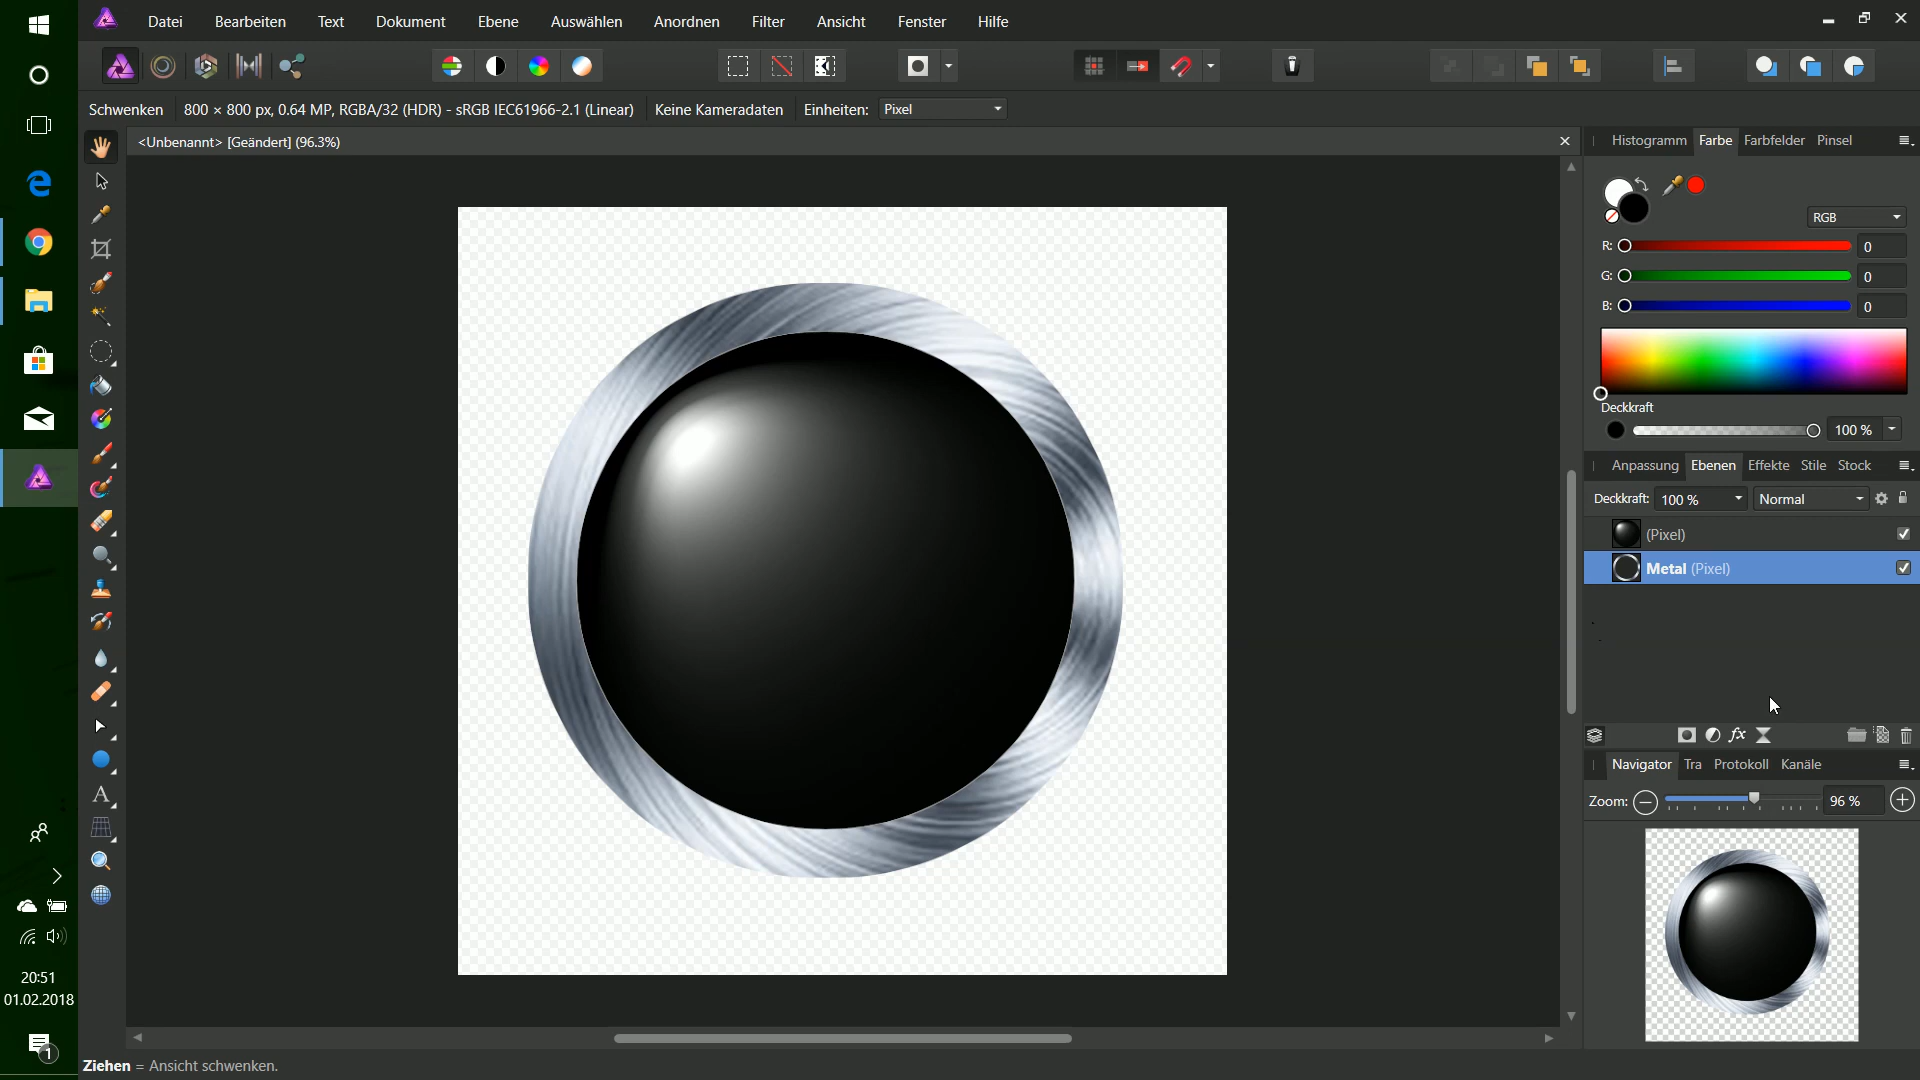 Datei Bearbeiten Text Dokument Ebene Auswählen Anordnen Filter Ansicht Fenster Hilfe
Schwenken 800 × 800 px, 0.64 MP, RGBA/32 (HDR) - sRGB IEC61966-2.1 (Linear) Keine Kameradaten Einheiten: Pixel
<Unbenannt> [Geändert] (96.3%)
Histogramm Farbe Farbfelder Pinsel
RGB
R: 0
G: 0
B: 0
Deckkraft
100 %
Anpassung Ebenen Effekte Stile Stock
Deckkraft: 100 % Normal
(Pixel)
Metal (Pixel)
fx
Navigator Tra Protokoll Kanäle
Zoom: 96 %
20:51
01.02.2018
1
Ziehen = Ansicht schwenken.